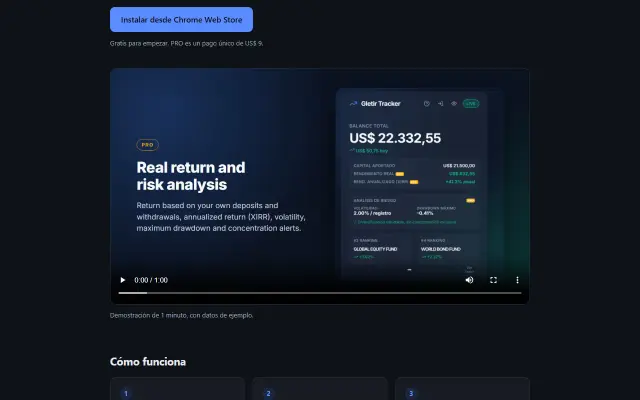 Instalar desde Chrome Web Store
Gratis para empezar. PRO es un pago único de US$ 9.
PRO
Real return and
risk analysis
Return based on your own deposits and
withdrawals, annualized return (XIRR), volatility,
maximum drawdown and concentration alerts.
Gletir Tracker
LIVE
BALANCE TOTAL
US$ 22.332,55
CAPITAL APORTADO US$ 21.500,00
RENDIMIENTO REAL
ANÁLISIS DE RIESGO
2.00% / registro
-0.41%
GLOBAL EQUITY FUND
WORLD BOND FUND
0:00 / 1:00
Demostración de 1 minuto, con datos de ejemplo.
Cómo funciona
1
2
3